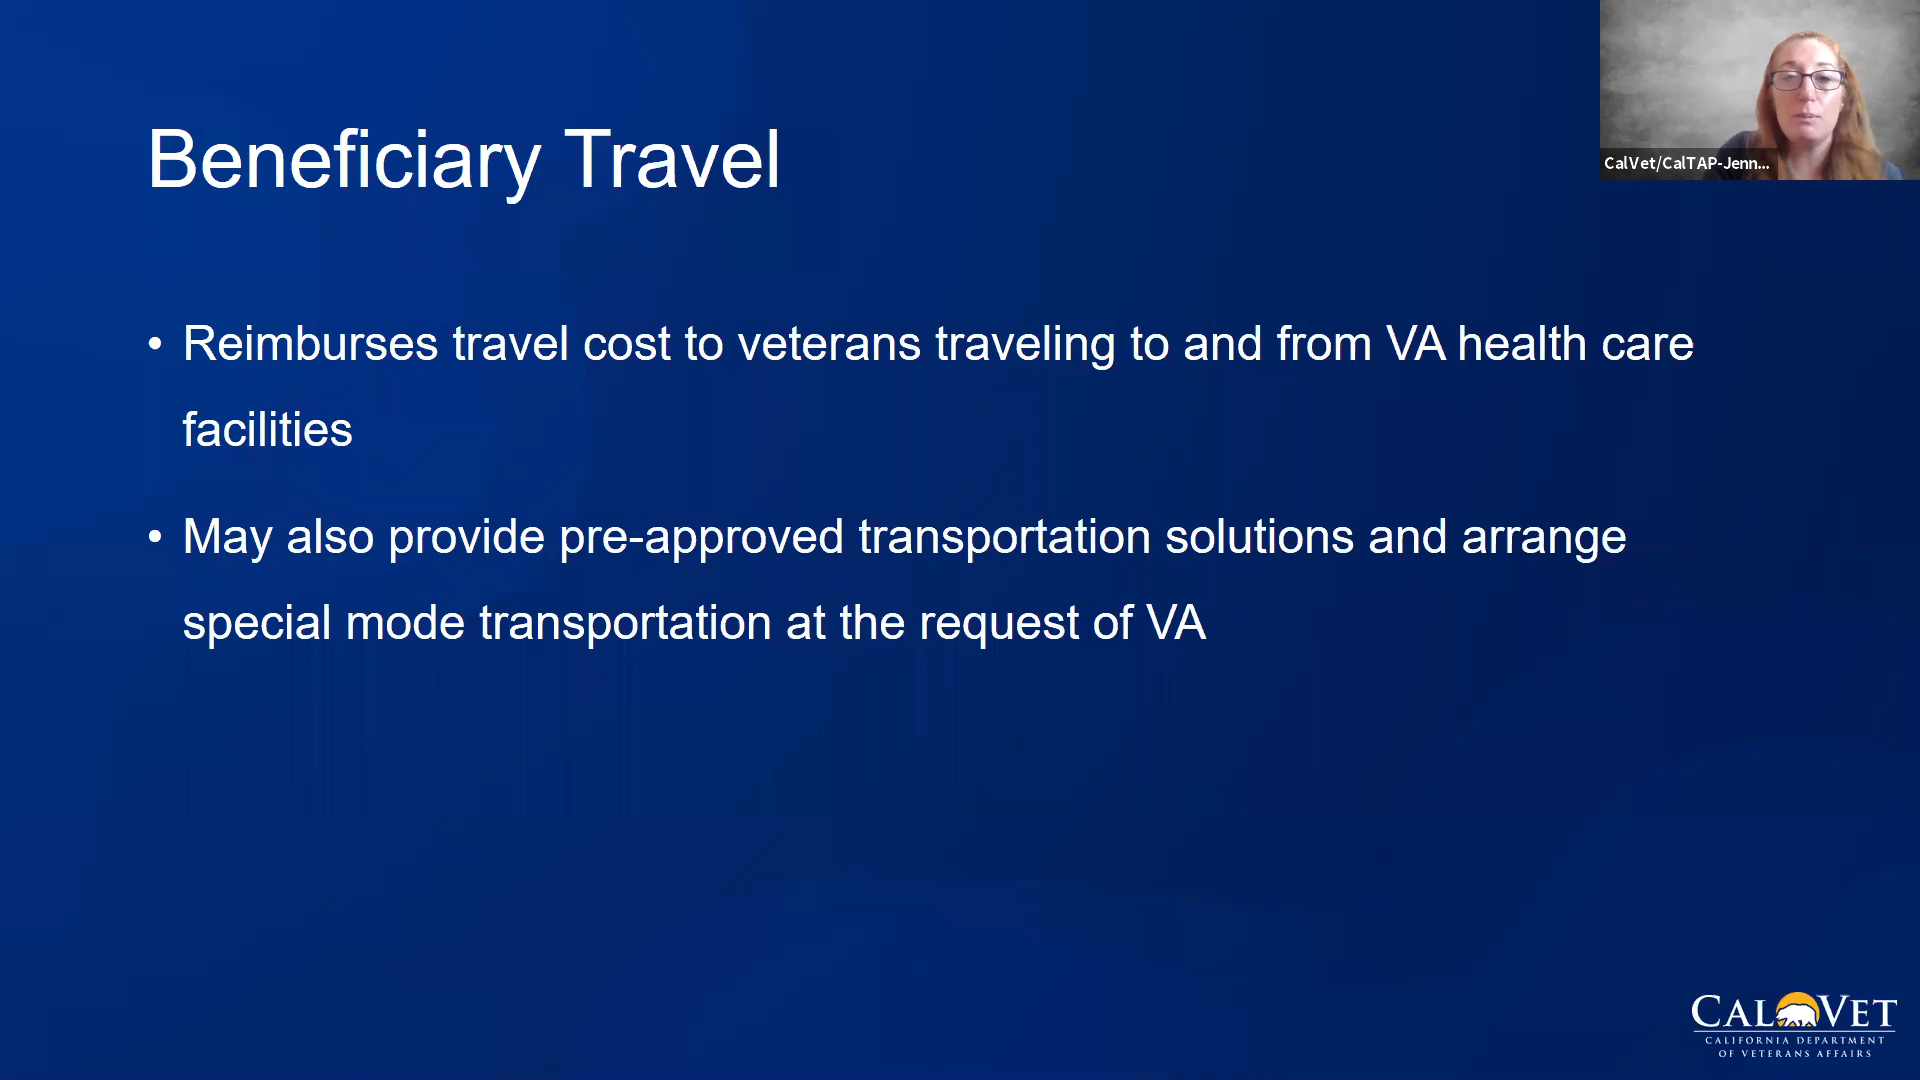 Beneficiary Travel
CalVet/CalTAP-Jenn...
• Reimburses travel cost to veterans traveling to and from VA health care
facilities
• May also provide pre-approved transportation solutions and arrange
special mode transportation at the request of VA
CALVET
CALIFORNIA DEPARTMENT
OF VETERANS AFFAIRS